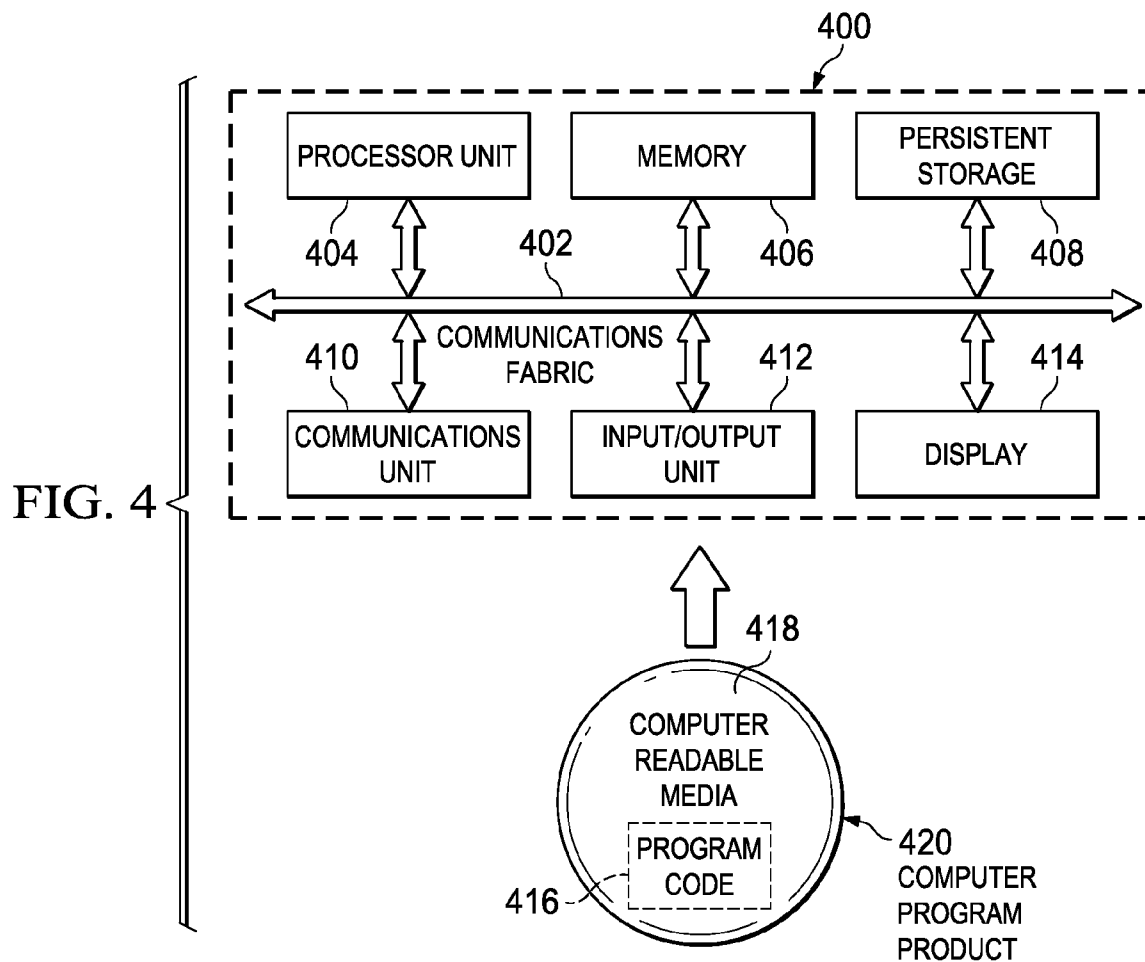 400
PROCESSOR UNIT
MEMORY
PERSISTENT
STORAGE
404
402
406
408
COMMUNICATIONS
FABRIC
410
412
414
COMMUNICATIONS
UNIT
INPUT/OUTPUT
UNIT
DISPLAY
FIG. 4
418
COMPUTER
READABLE
MEDIA
PROGRAM
CODE
416
420
COMPUTER
PROGRAM
PRODUCT